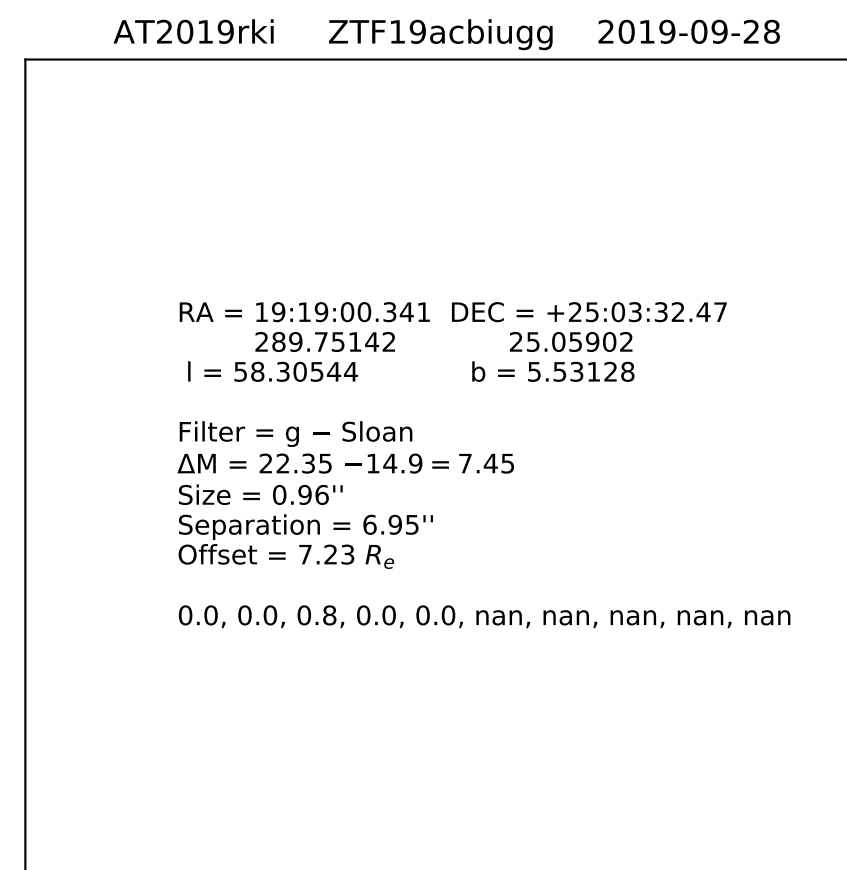 AT2019rki ZTF19acbiugg 2019-09-28
RA = 19:19:00.341 DEC = +25:03:32.47
289.75142 25.05902
l = 58.30544 b = 5.53128
Filter = g − Sloan
ΔM = 22.35 −14.9 = 7.45
Size = 0.96''
Separation = 6.95''
Offset = 7.23 Rₑ
0.0, 0.0, 0.8, 0.0, 0.0, nan, nan, nan, nan, nan